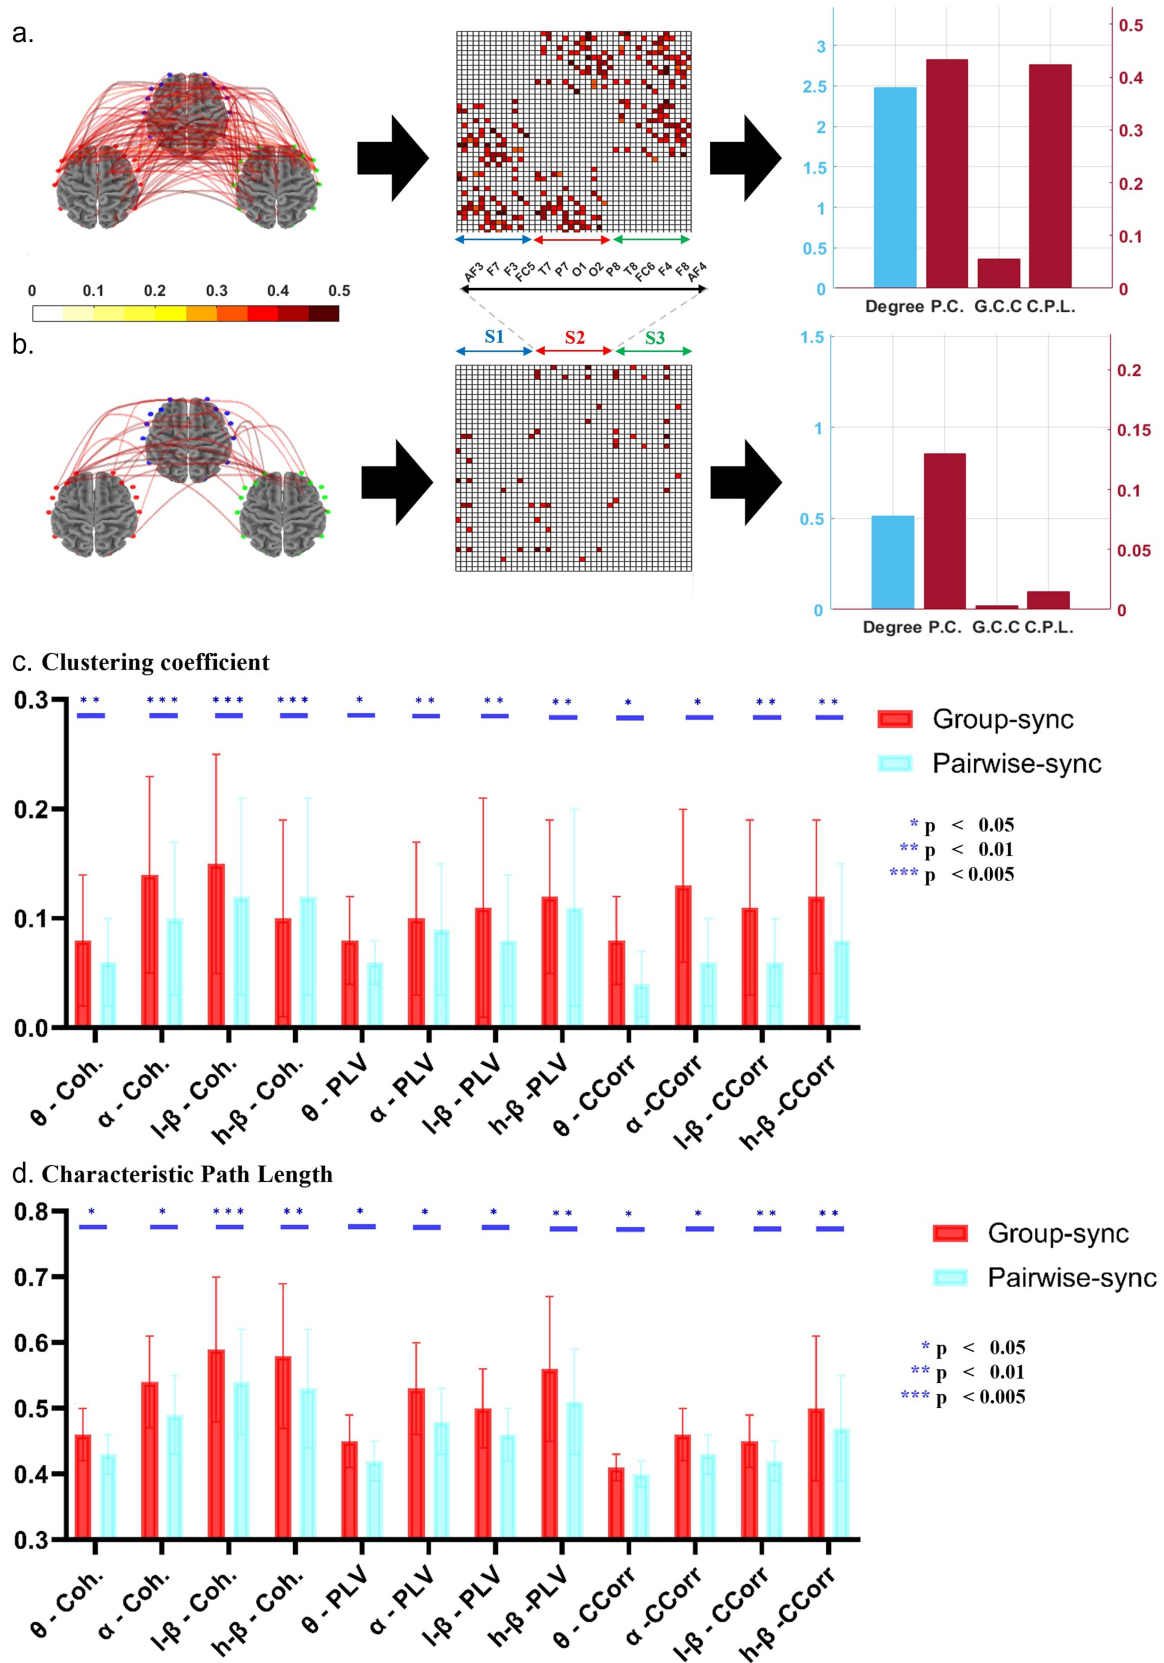 a.
3
2.5
2
1.5
1
0.5
0
0.5
0.4
0.3
0.2
0.1
0
Degree P.C. G.C.C C.P.L.
AF3 F7 F3 FC5 T7 P7 O1 O2 P8 T8 FC6 F4 F8 AF4
0 0.1 0.2 0.3 0.4 0.5
b.
S1 S2 S3
1.5
1
0.5
0
0.2
0.15
0.1
0.05
0
Degree P.C. G.C.C C.P.L.
c. Clustering coefficient
** *** *** *** * ** ** ** * * ** **
0.3
0.2
0.1
0.0
Group-sync
Pairwise-sync
* p < 0.05
** p < 0.01
*** p < 0.005
θ - Coh. α - Coh. l-β - Coh. h-β - Coh. θ - PLV α - PLV l-β - PLV h-β -PLV θ - CCorr α -CCorr l-β - CCorr h-β -CCorr
d. Characteristic Path Length
* * *** ** * * * ** * * ** **
0.8
0.7
0.6
0.5
0.4
0.3
Group-sync
Pairwise-sync
* p < 0.05
** p < 0.01
*** p < 0.005
θ - Coh. α - Coh. l-β - Coh. h-β - Coh. θ - PLV α - PLV l-β - PLV h-β -PLV θ - CCorr α -CCorr l-β - CCorr h-β -CCorr